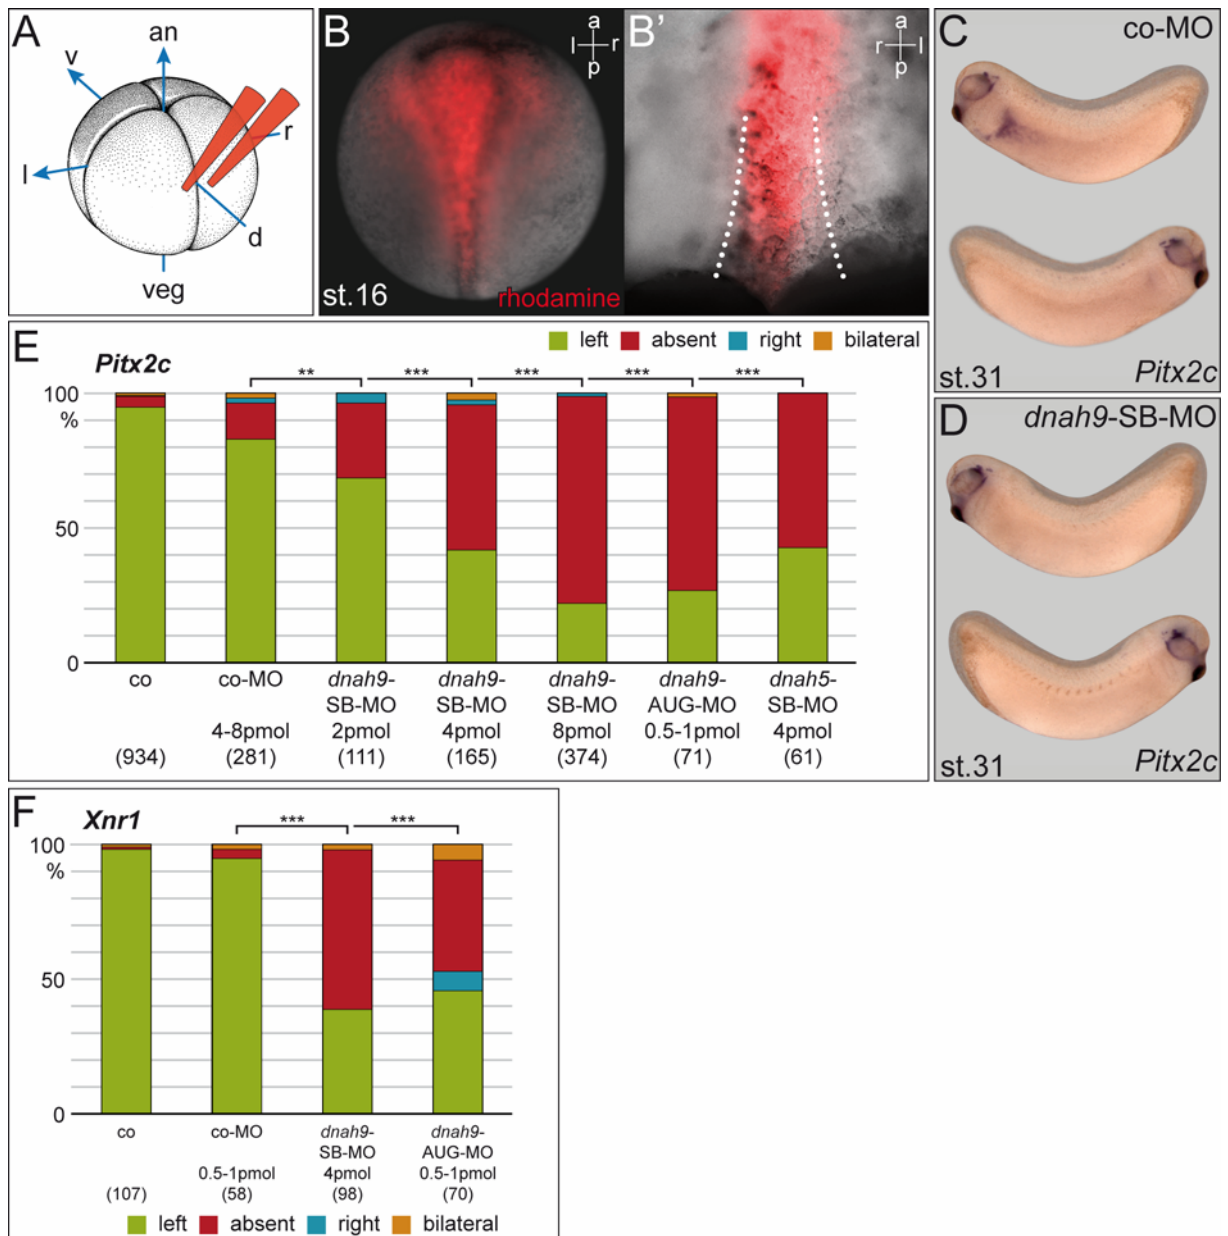 A
an
v
r
l
d
veg
B
a
l r
p
st.16
rhodamine
B’
a
r l
p
C
co-MO
st.31
Pitx2c
D
dnah9-SB-MO
st.31
Pitx2c
E
Pitx2c
left absent right bilateral
** *** *** *** ***
100
%
50
0
co co-MO dnah9- dnah9- dnah9- dnah9- dnah5-
SB-MO SB-MO SB-MO AUG-MO SB-MO
4-8pmol 2pmol 4pmol 8pmol 0.5-1pmol 4pmol
(934) (281) (111) (165) (374) (71) (61)
F
Xnr1
*** ***
100
%
50
0
co co-MO dnah9- dnah9-
SB-MO AUG-MO
0.5-1pmol 4pmol 0.5-1pmol
(107) (58) (98) (70)
left absent right bilateral